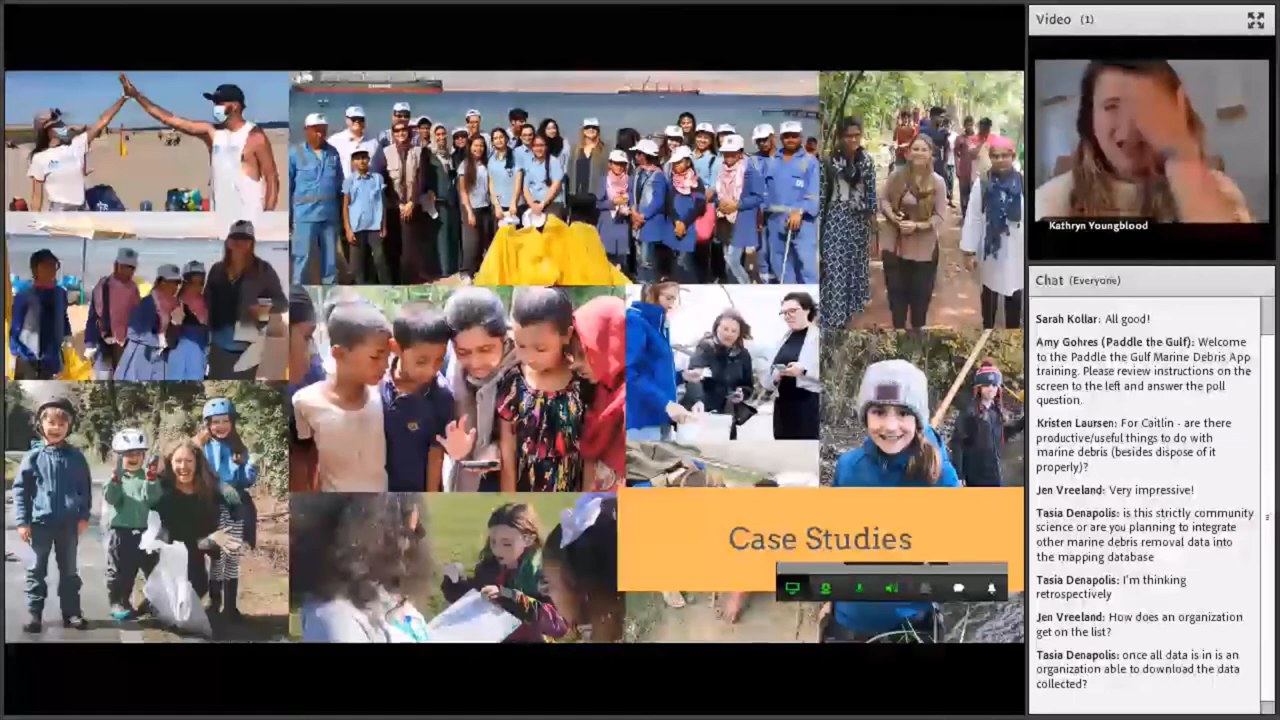 Case Studies
Video (1)
Kathryn Youngblood
Chat (Everyone)
Sarah Kollar: All good!
Amy Gohres (Paddle the Gulf): Welcome
to the Paddle the Gulf Marine Debris App
training. Please review instructions on the
screen to the left and answer the poll
question.
Kristen Laursen: For Caitlin - are there
productive/useful things to do with
marine debris (besides dispose of it
properly)?
Jen Vreeland: Very impressive!
Tasia Denapolis: is this strictly community
science or are you planning to integrate
other marine debris removal data into
the mapping database
Tasia Denapolis: I'm thinking
retrospectively
Jen Vreeland: How does an organization
get on the list?
Tasia Denapolis: once all data is in is an
organization able to download the data
collected?